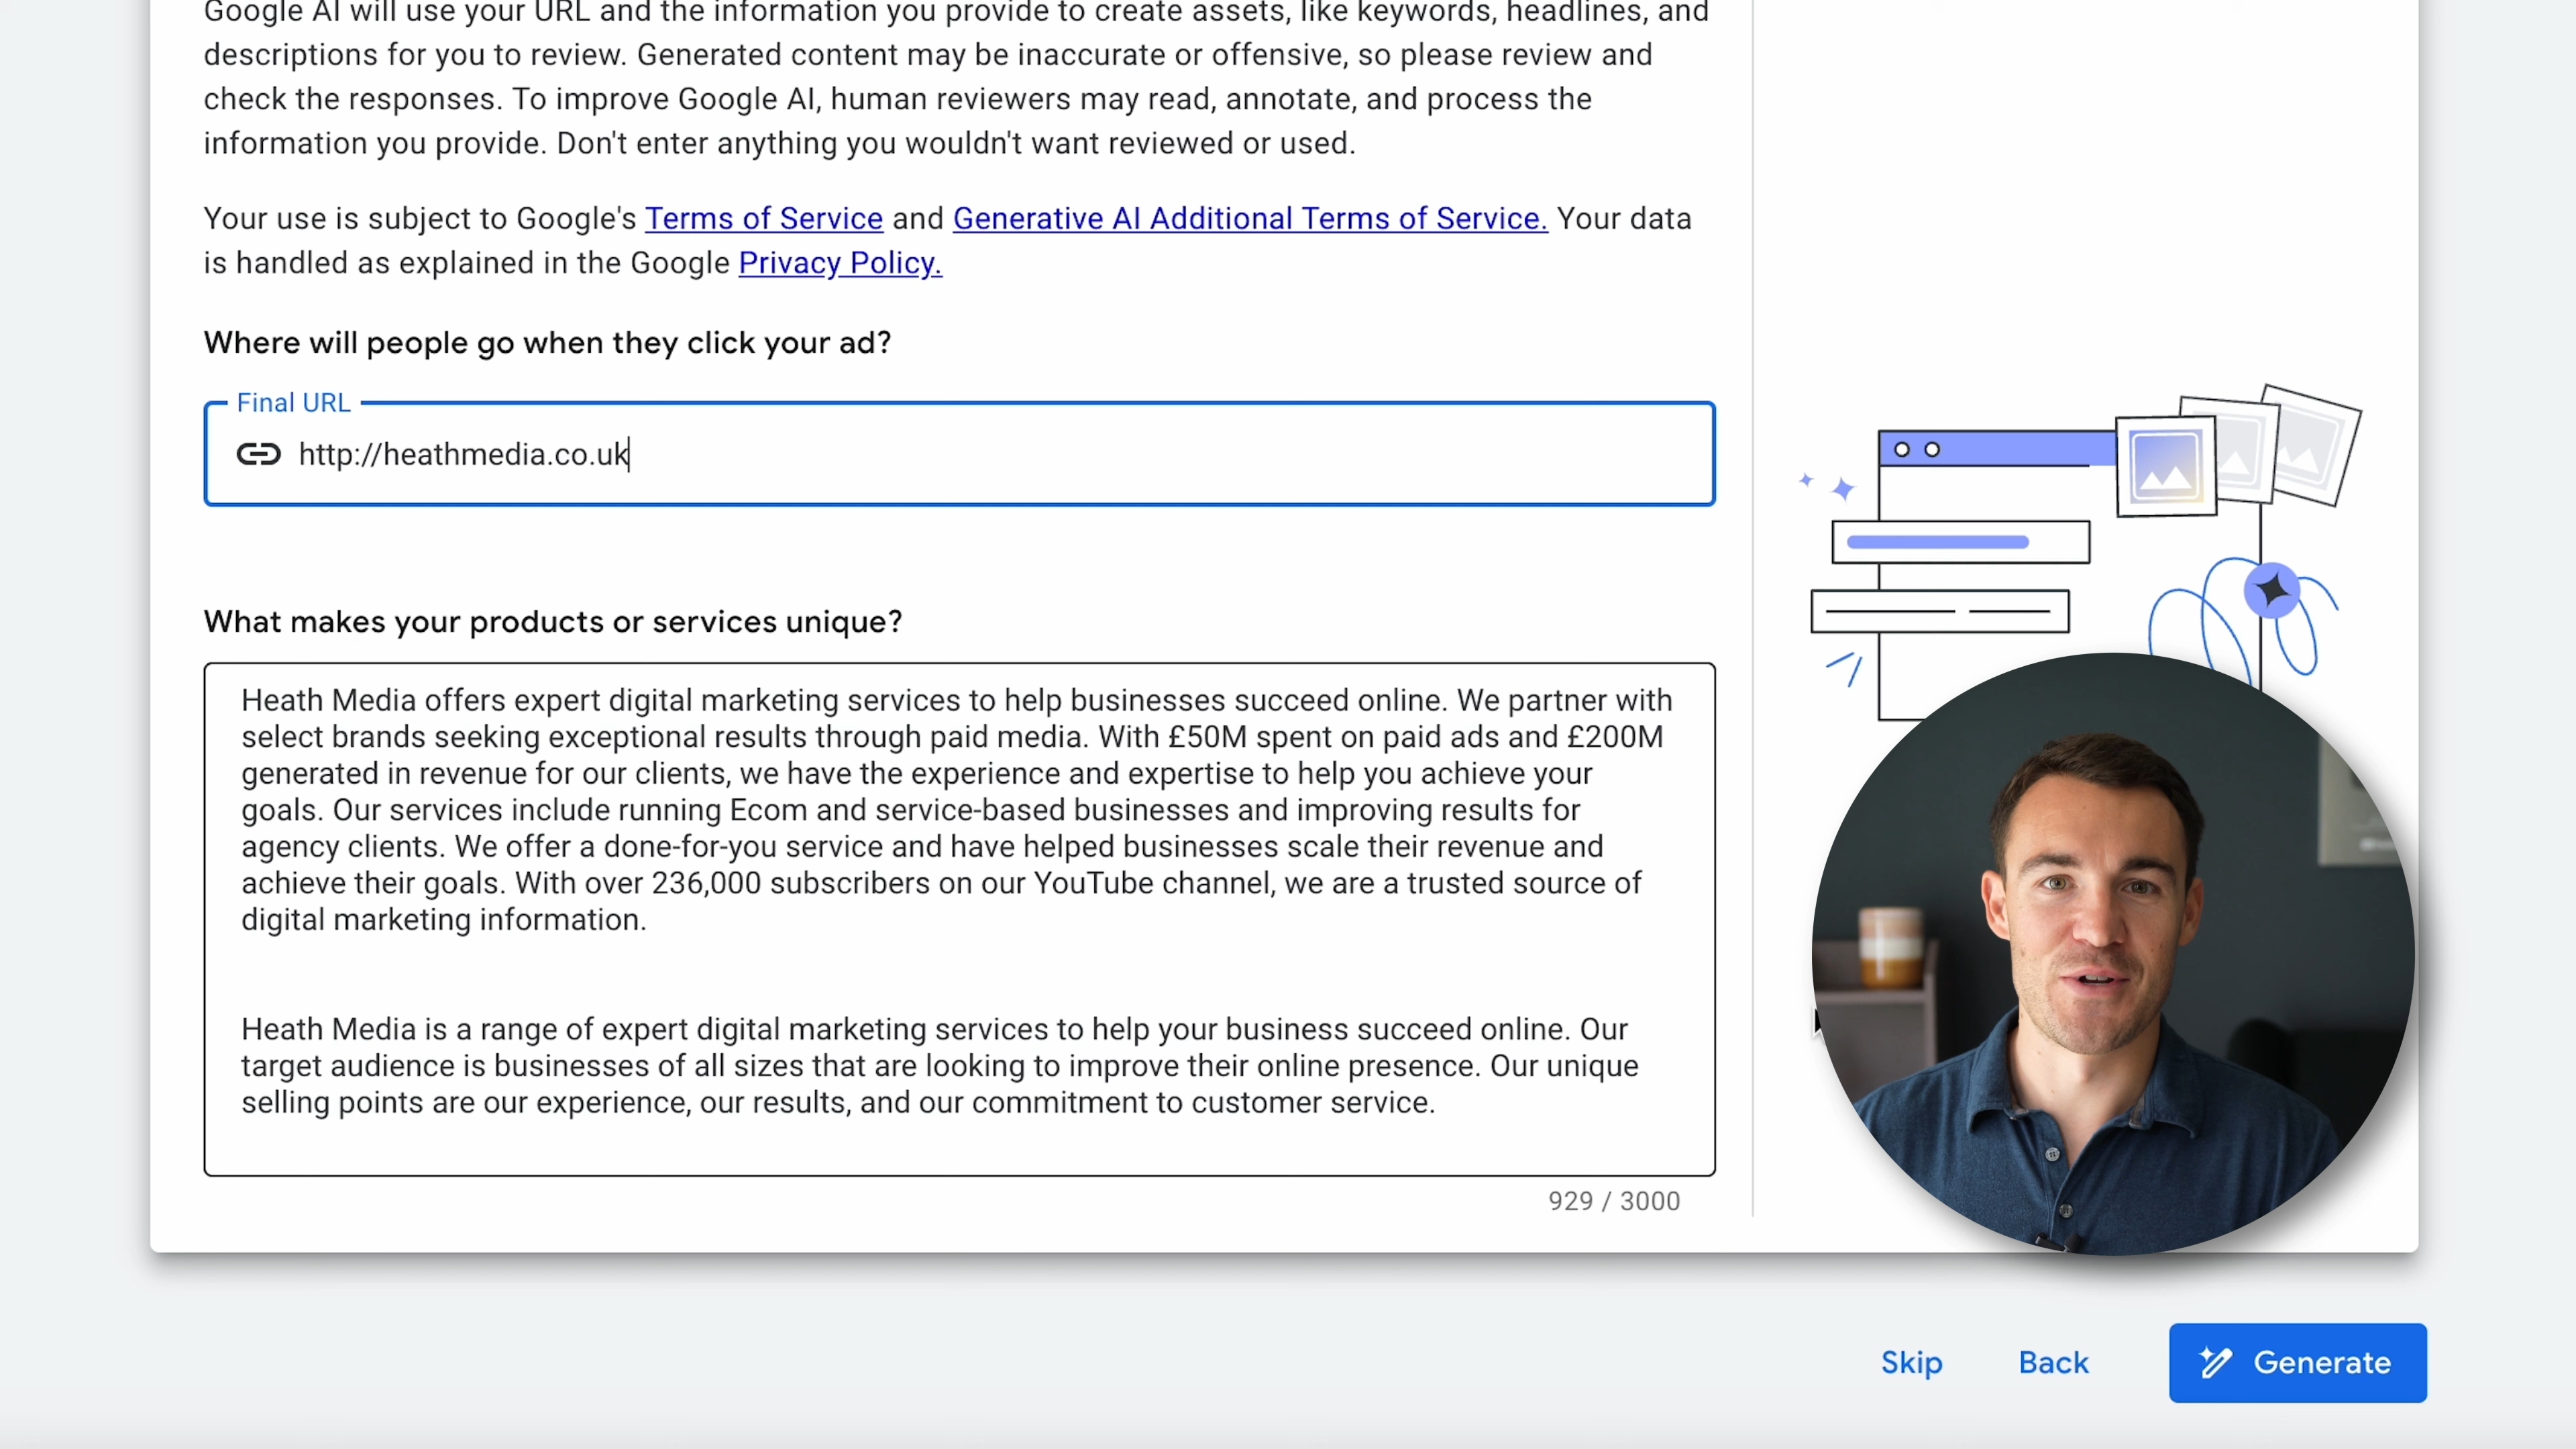 Google AI will use your URL and the information you provide to create assets, like keywords, headlines, and
descriptions for you to review. Generated content may be inaccurate or offensive, so please review and
check the responses. To improve Google AI, human reviewers may read, annotate, and process the
information you provide. Don't enter anything you wouldn't want reviewed or used.
Your use is subject to Google's Terms of Service and Generative AI Additional Terms of Service. Your data
is handled as explained in the Google Privacy Policy.
Where will people go when they click your ad?
Final URL
http://heathmedia.co.uk
What makes your products or services unique?
Heath Media offers expert digital marketing services to help businesses succeed online. We partner with
select brands seeking exceptional results through paid media. With £50M spent on paid ads and £200M
generated in revenue for our clients, we have the experience and expertise to help you achieve your
goals. Our services include running Ecom and service-based businesses and improving results for
agency clients. We offer a done-for-you service and have helped businesses scale their revenue and
achieve their goals. With over 236,000 subscribers on our YouTube channel, we are a trusted source of
digital marketing information.
Heath Media is a range of expert digital marketing services to help your business succeed online. Our
target audience is businesses of all sizes that are looking to improve their online presence. Our unique
selling points are our experience, our results, and our commitment to customer service.
929 / 3000
Skip
Back
Generate